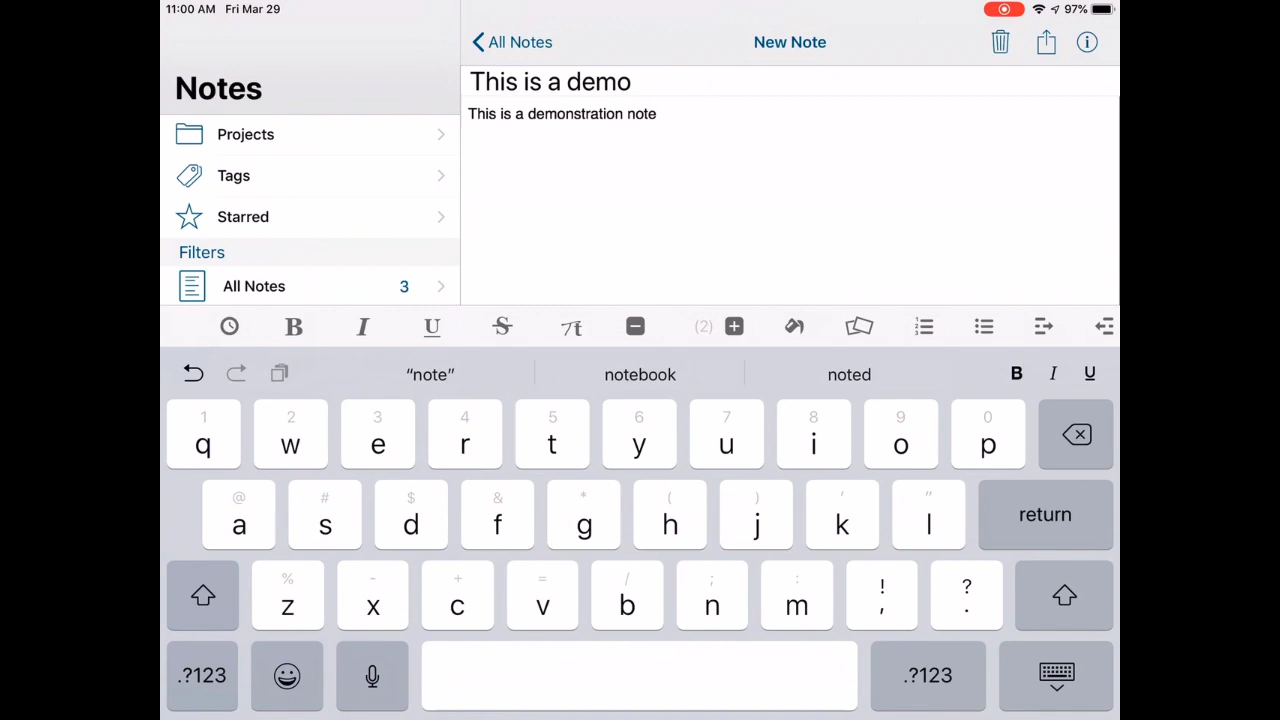 11:00 AM Fri Mar 29
97%
All Notes
New Note
Notes
This is a demo
This is a demonstration note
Projects
Tags
Starred
Filters
All Notes 3
B I U S Tt (2)
“note” notebook noted B I U
1 2 3 4 5 6 7 8 9 0
q w e r t y u i o p
@ # $ & * ( ) ' "
a s d f g h j k l return
% - + = / ; : ! ?
z x c v b n m , .
.?123 .?123